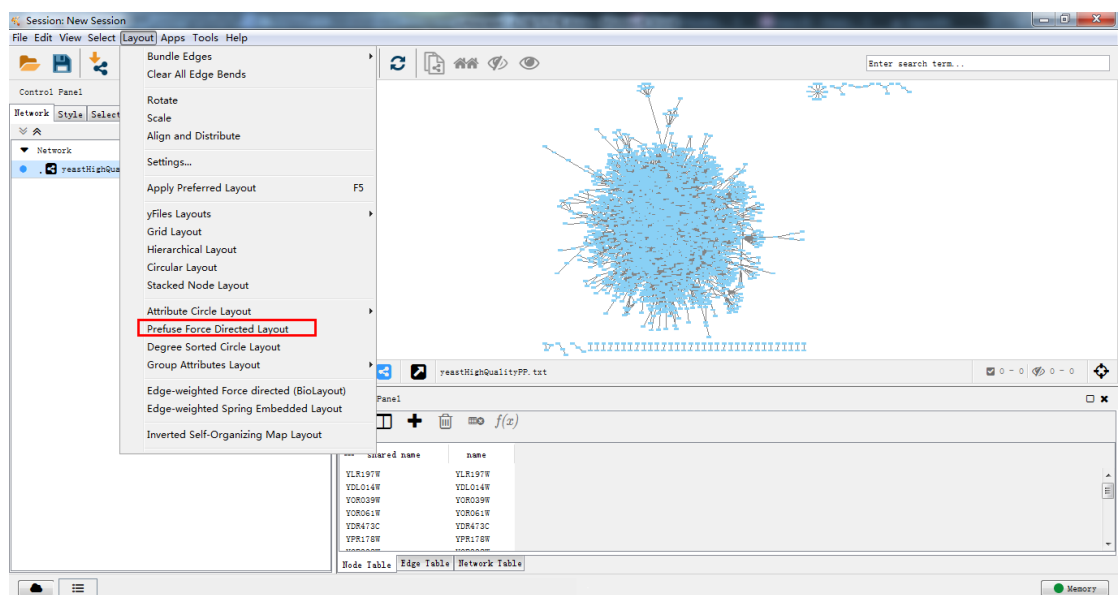 Session: New Session
File Edit View Select Layout Apps Tools Help
Enter search term...
Control Panel
Network Style Select
Network
yeastHighQua
Bundle Edges
Clear All Edge Bends
Rotate
Scale
Align and Distribute
Settings...
Apply Preferred Layout F5
yFiles Layouts
Grid Layout
Hierarchical Layout
Circular Layout
Stacked Node Layout
Attribute Circle Layout
Prefuse Force Directed Layout
Degree Sorted Circle Layout
Group Attributes Layout
Edge-weighted Force directed (BioLayout)
Edge-weighted Spring Embedded Layout
Inverted Self-Organizing Map Layout
yeastHighQualityPP.txt
0 - 0 0 - 0
Panel
f(x)
shared name name
YLR197W YLR197W
YDL014W YDL014W
YOR039W YOR039W
YOR061W YOR061W
YDR473C YDR473C
YPR178W YPR178W
Node Table Edge Table Network Table
Memory